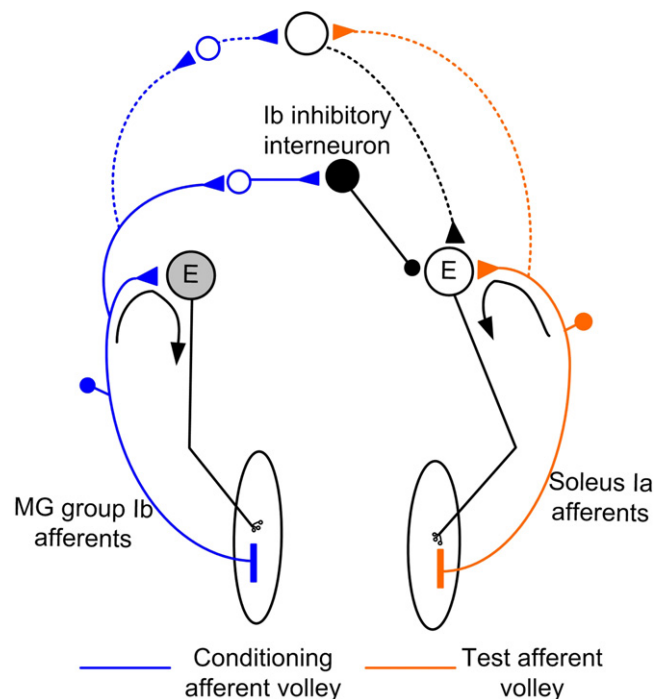 Ib inhibitory
interneuron
E
E
MG group Ib
afferents
Soleus Ia
afferents
Conditioning
afferent volley
Test afferent
volley